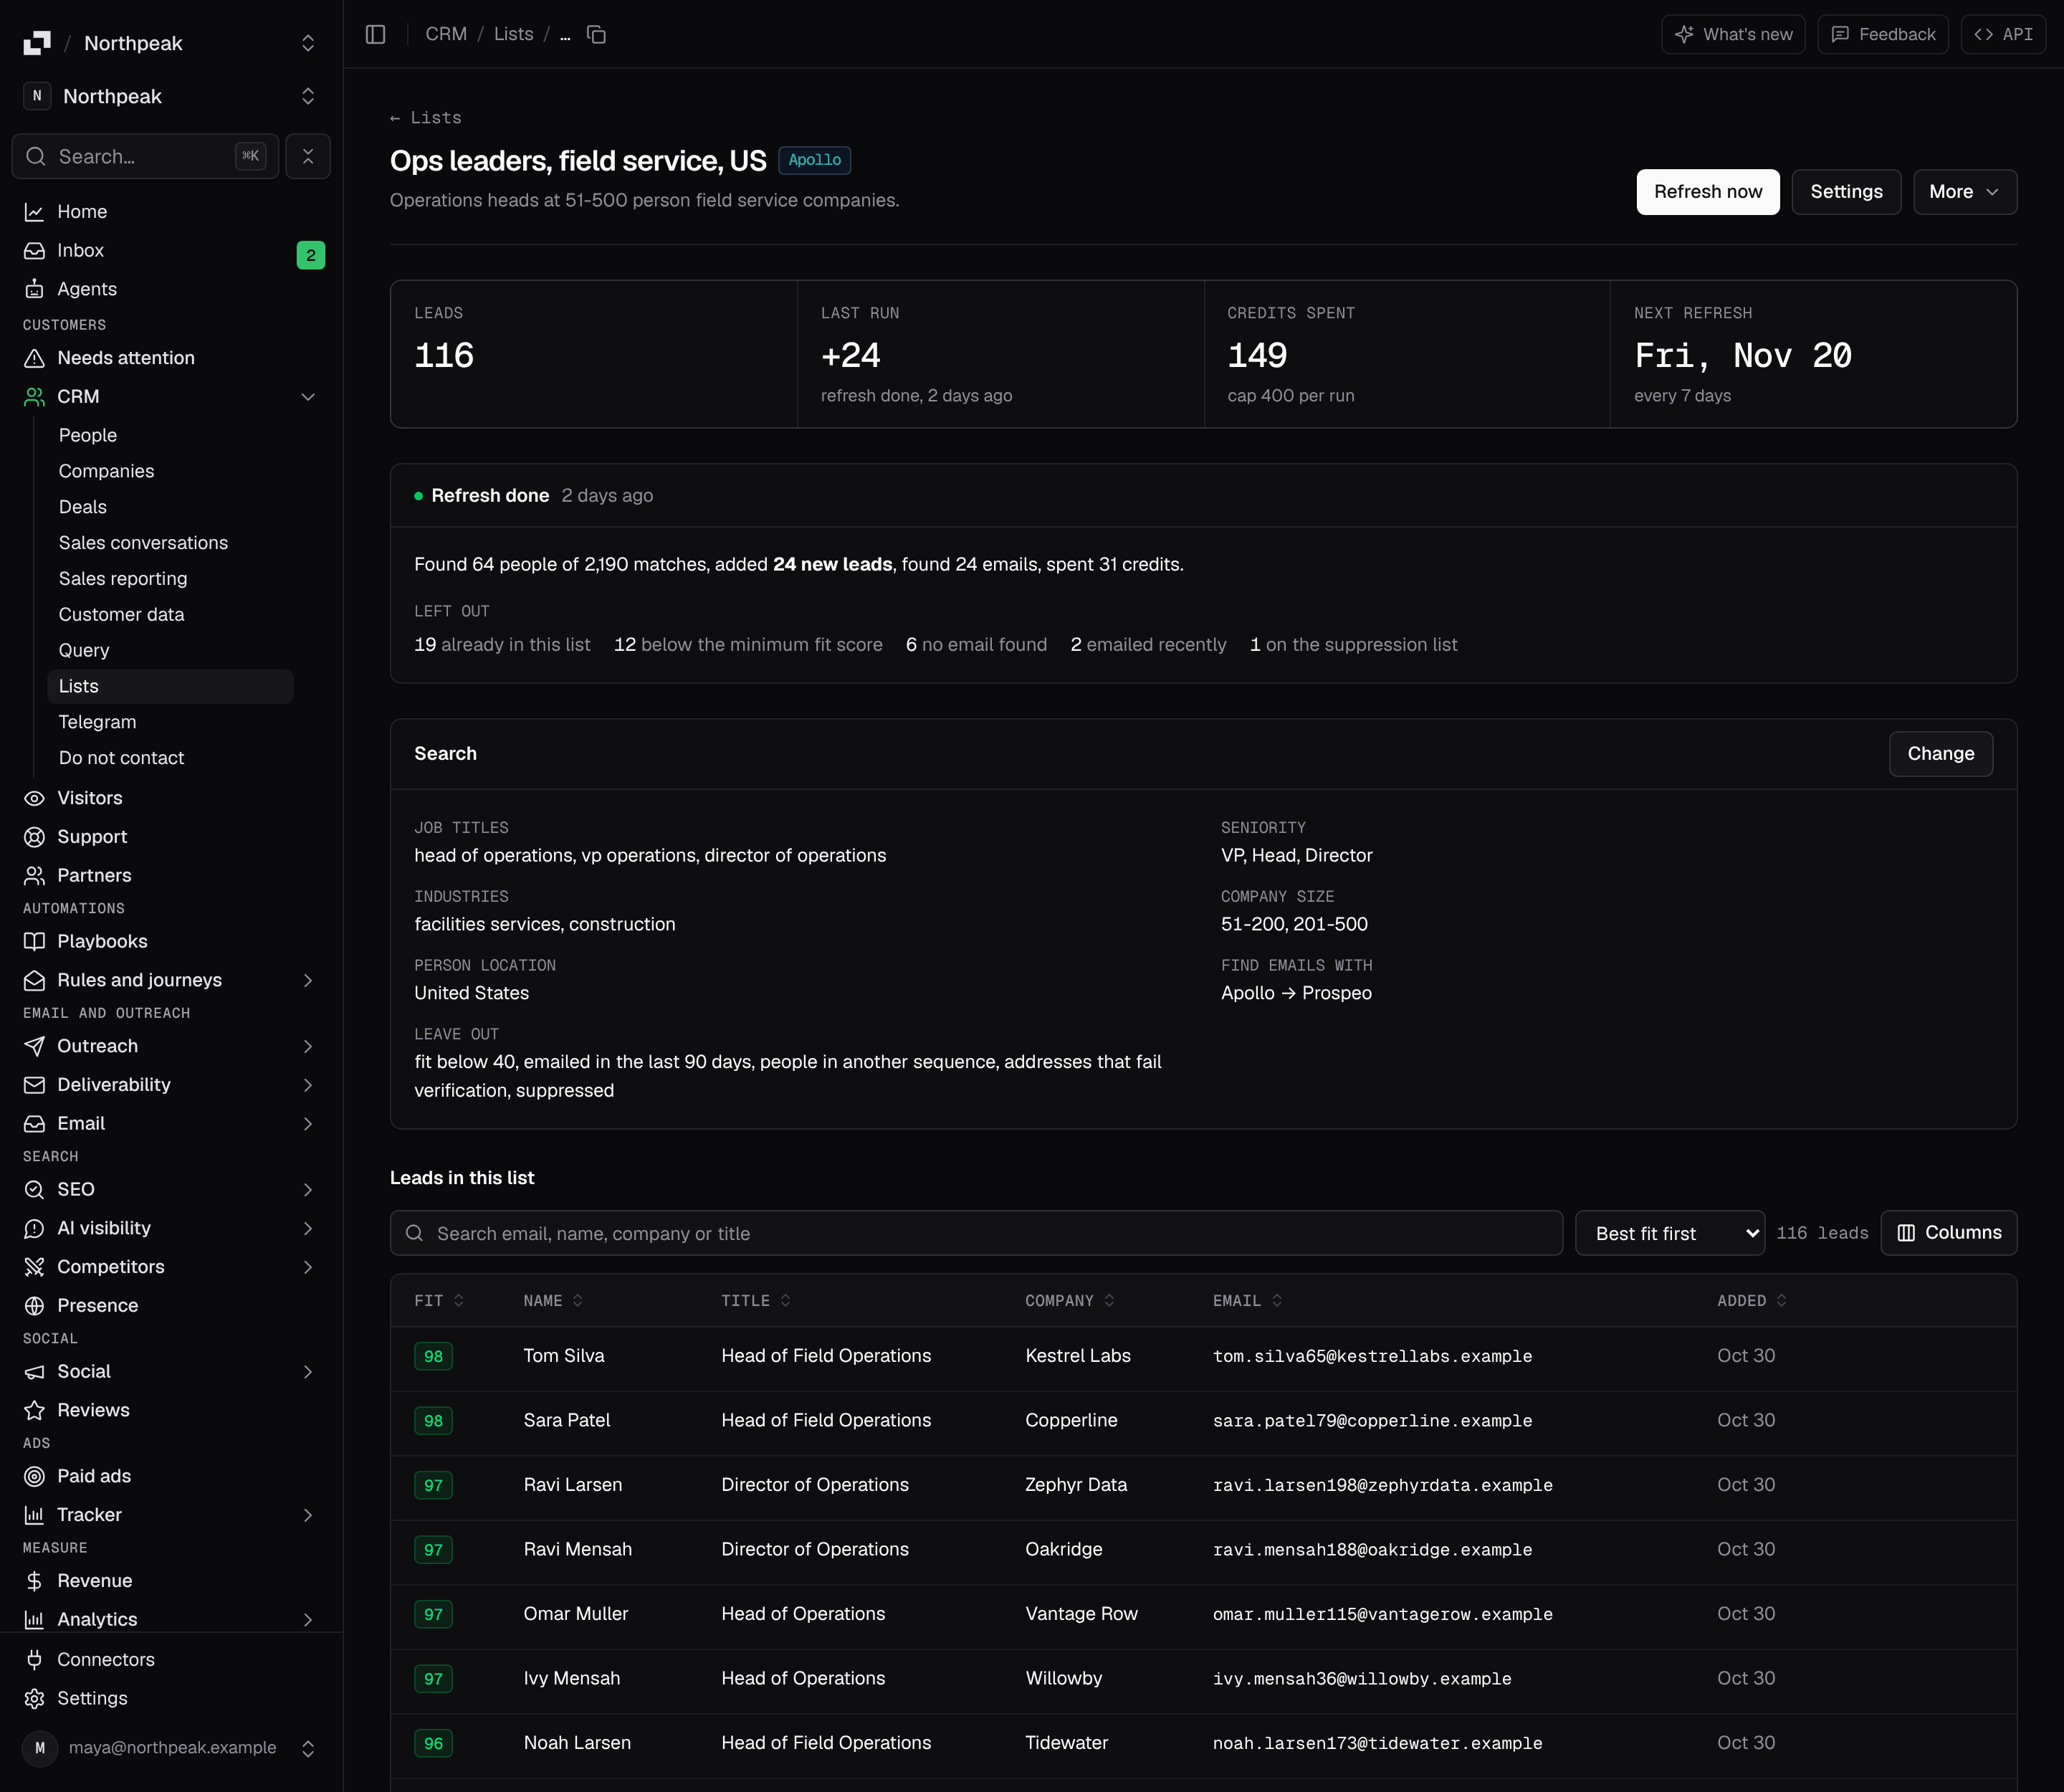 / Northpeak
N Northpeak
Search... ⌘K
Home
Inbox 2
Agents
CUSTOMERS
Needs attention
CRM
People
Companies
Deals
Sales conversations
Sales reporting
Customer data
Query
Lists
Telegram
Do not contact
Visitors
Support
Partners
AUTOMATIONS
Playbooks
Rules and journeys
EMAIL AND OUTREACH
Outreach
Deliverability
Email
SEARCH
SEO
AI visibility
Competitors
Presence
SOCIAL
Social
Reviews
ADS
Paid ads
Tracker
MEASURE
Revenue
Analytics
Connectors
Settings
M maya@northpeak.example
CRM / Lists / ...
What's new
Feedback
API
← Lists
Ops leaders, field service, US Apollo
Operations heads at 51-500 person field service companies.
Refresh now
Settings
More
LEADS
116
LAST RUN
+24
refresh done, 2 days ago
CREDITS SPENT
149
cap 400 per run
NEXT REFRESH
Fri, Nov 20
every 7 days
Refresh done 2 days ago
Found 64 people of 2,190 matches, added 24 new leads, found 24 emails, spent 31 credits.
LEFT OUT
19 already in this list 12 below the minimum fit score 6 no email found 2 emailed recently 1 on the suppression list
Search
Change
JOB TITLES
head of operations, vp operations, director of operations
SENIORITY
VP, Head, Director
INDUSTRIES
facilities services, construction
COMPANY SIZE
51-200, 201-500
PERSON LOCATION
United States
FIND EMAILS WITH
Apollo → Prospeo
LEAVE OUT
fit below 40, emailed in the last 90 days, people in another sequence, addresses that fail
verification, suppressed
Leads in this list
Search email, name, company or title
Best fit first
116 leads
Columns
FIT NAME TITLE COMPANY EMAIL ADDED
98 Tom Silva Head of Field Operations Kestrel Labs tom.silva65@kestrellabs.example Oct 30
98 Sara Patel Head of Field Operations Copperline sara.patel79@copperline.example Oct 30
97 Ravi Larsen Director of Operations Zephyr Data ravi.larsen198@zephyrdata.example Oct 30
97 Ravi Mensah Director of Operations Oakridge ravi.mensah188@oakridge.example Oct 30
97 Omar Muller Head of Operations Vantage Row omar.muller115@vantagerow.example Oct 30
97 Ivy Mensah Head of Operations Willowby ivy.mensah36@willowby.example Oct 30
96 Noah Larsen Head of Field Operations Tidewater noah.larsen173@tidewater.example Oct 30